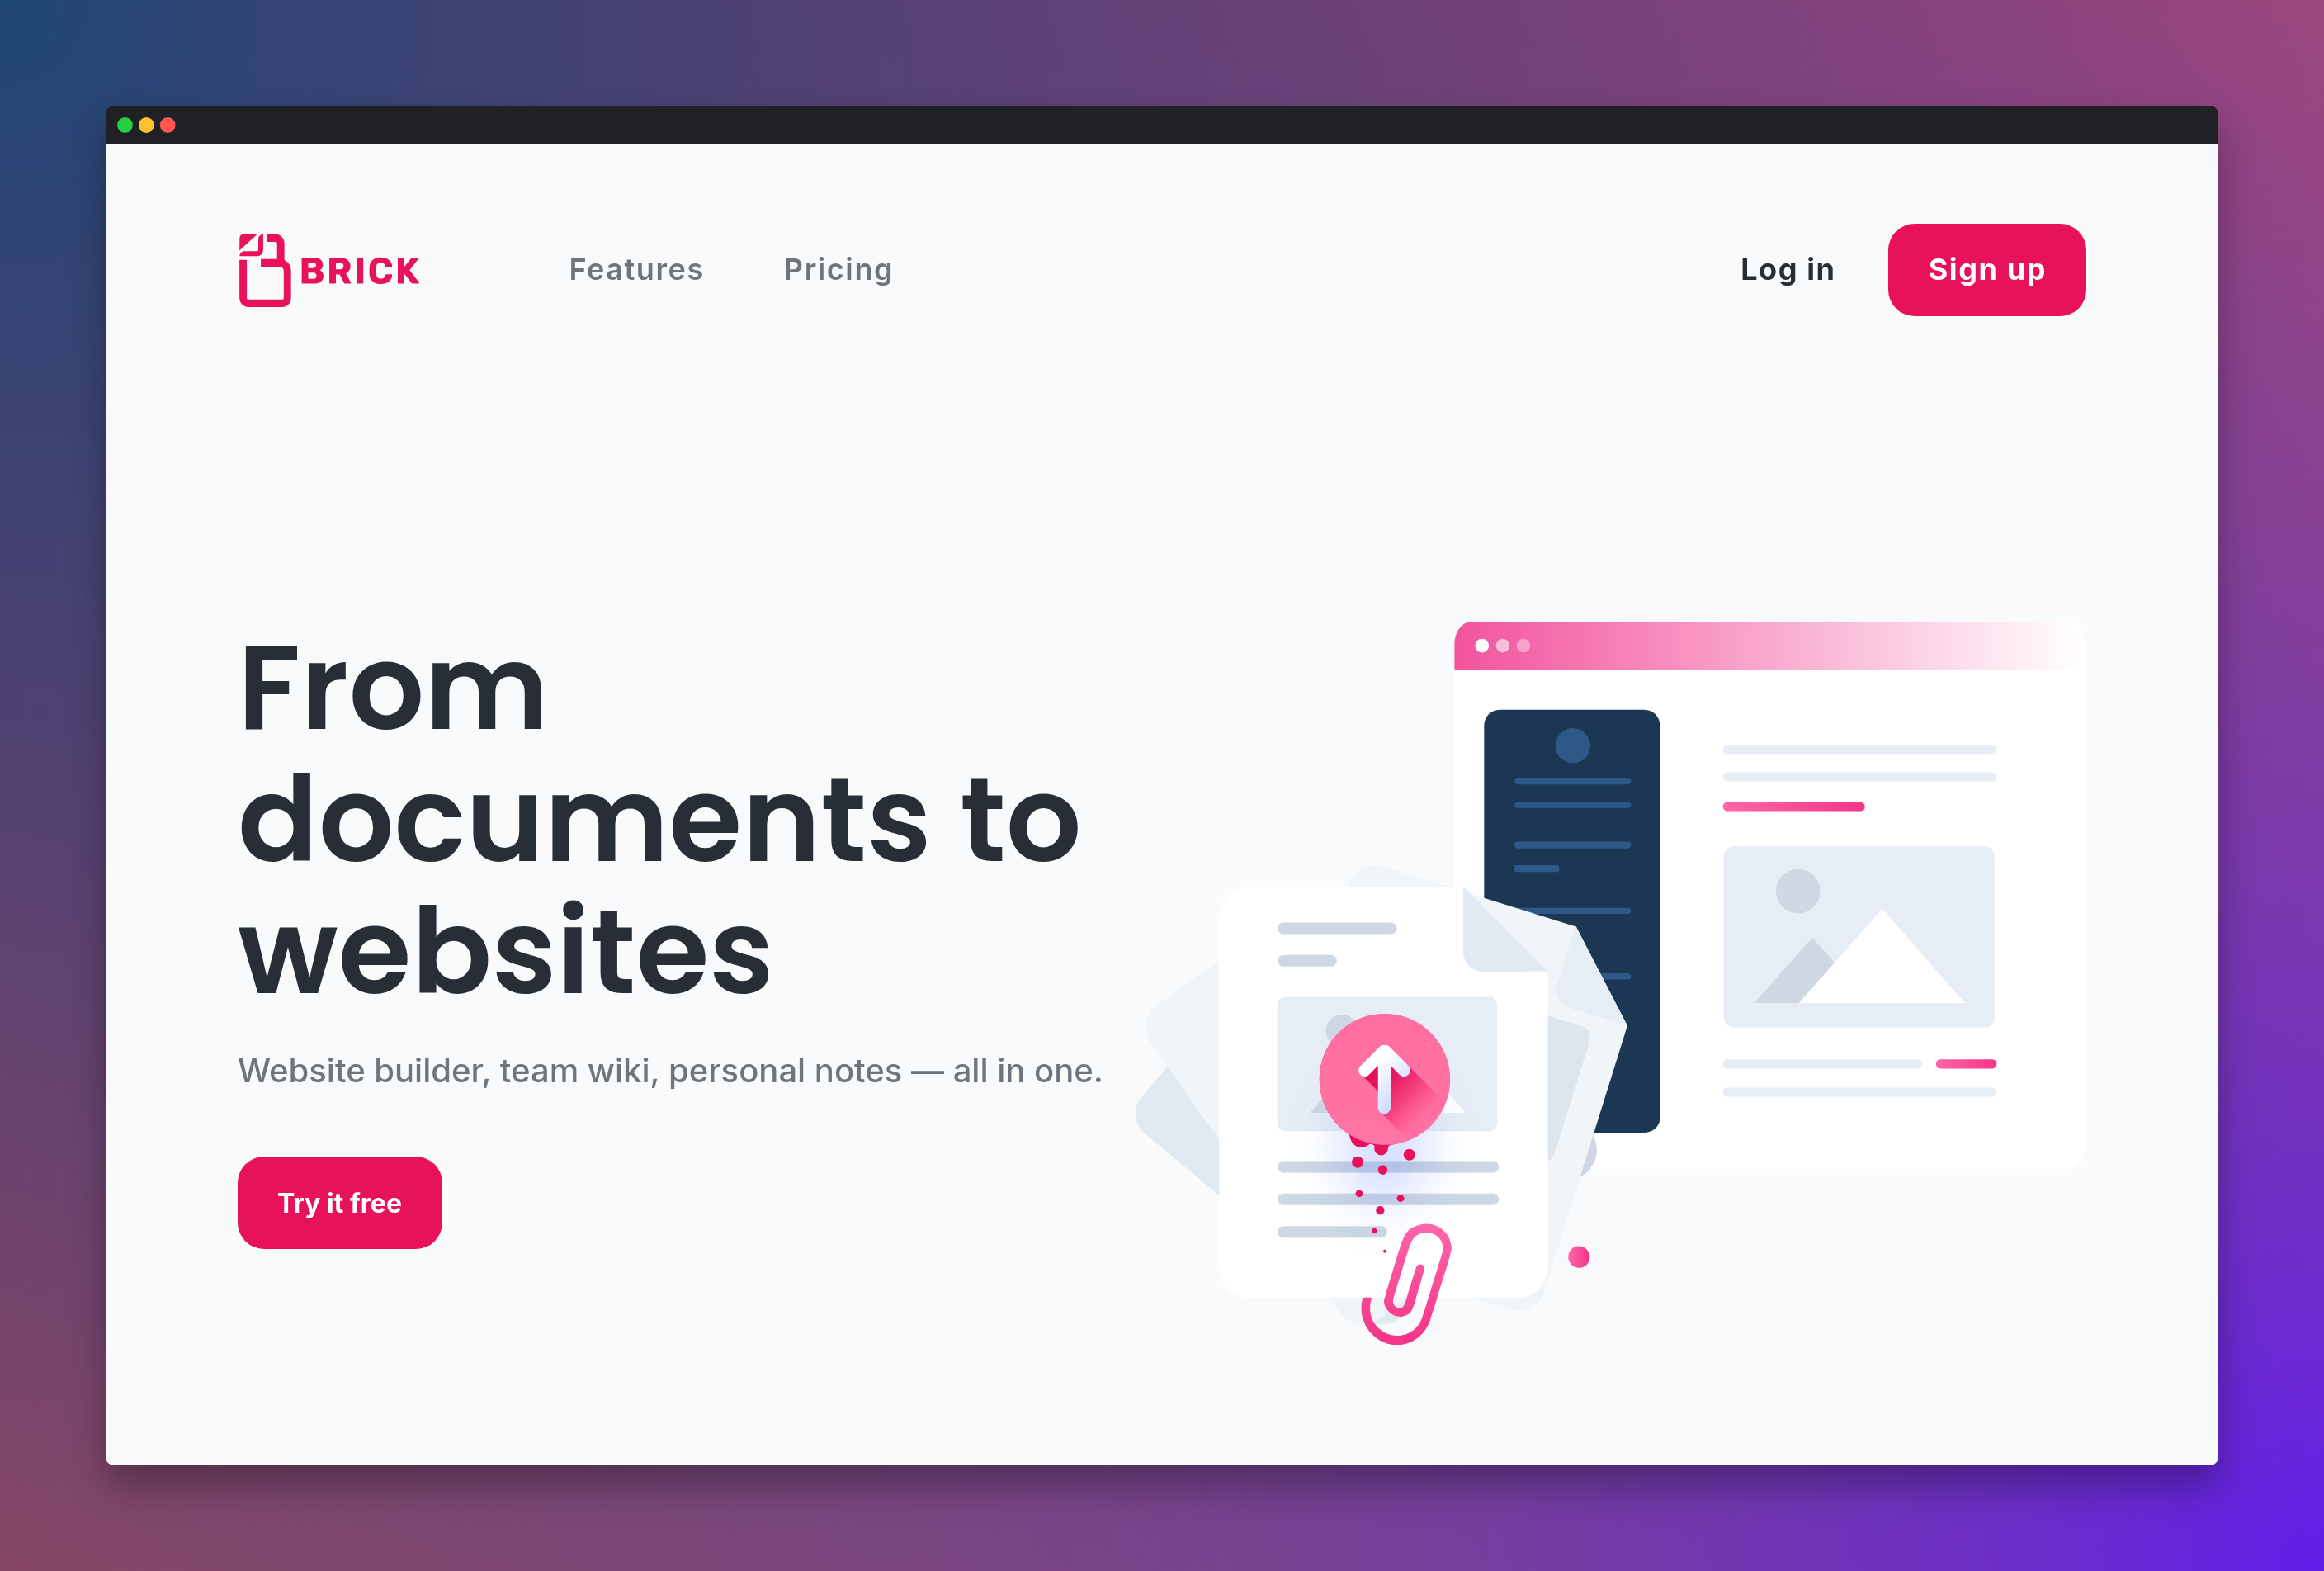 BRICK
Features
Pricing
Log in
Sign up
From
documents to
websites
Website builder, team wiki, personal notes — all in one.
Try it free